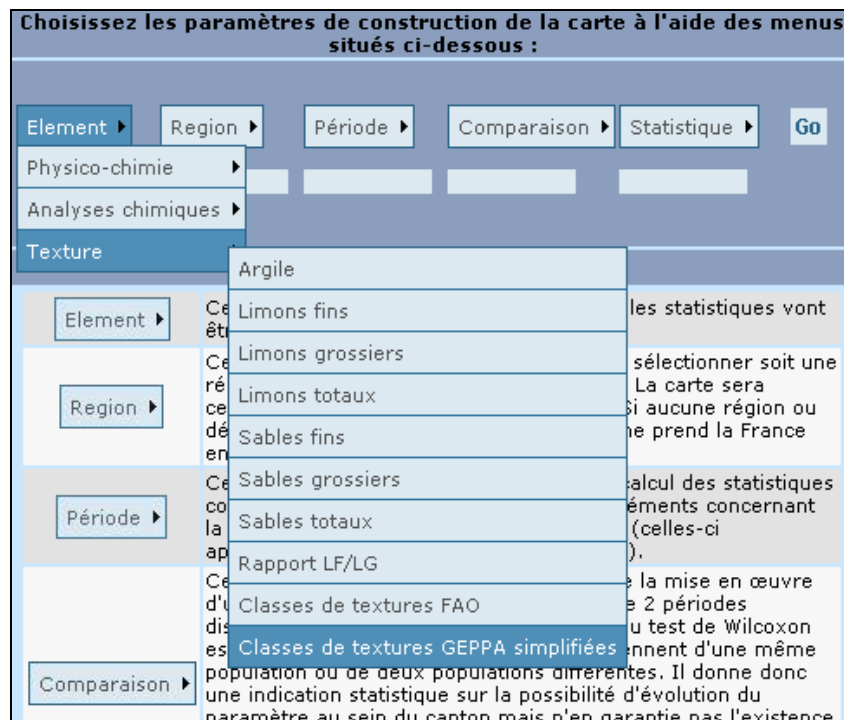 Choisissez les paramètres de construction de la carte à l'aide des menus
situés ci-dessous :
Element Region Période Comparaison Statistique Go
Physico-chimie
Analyses chimiques
Texture
Argile
Limons fins
Limons grossiers
Limons totaux
Sables fins
Sables grossiers
Sables totaux
Rapport LF/LG
Classes de textures FAO
Classes de textures GEPPA simplifiées
Element
les statistiques vont
Region
sélectionner soit une
La carte sera
Si aucune région ou
prend la France
Période
calcul des statistiques
éléments concernant
la (celles-ci
Comparaison
la mise en œuvre
2 périodes
test de Wilcoxon
d'une même
population ou de deux populations différentes. Il donne donc
une indication statistique sur la possibilité d'évolution du
paramètre au sein du canton mais n'en garantie pas l'existence